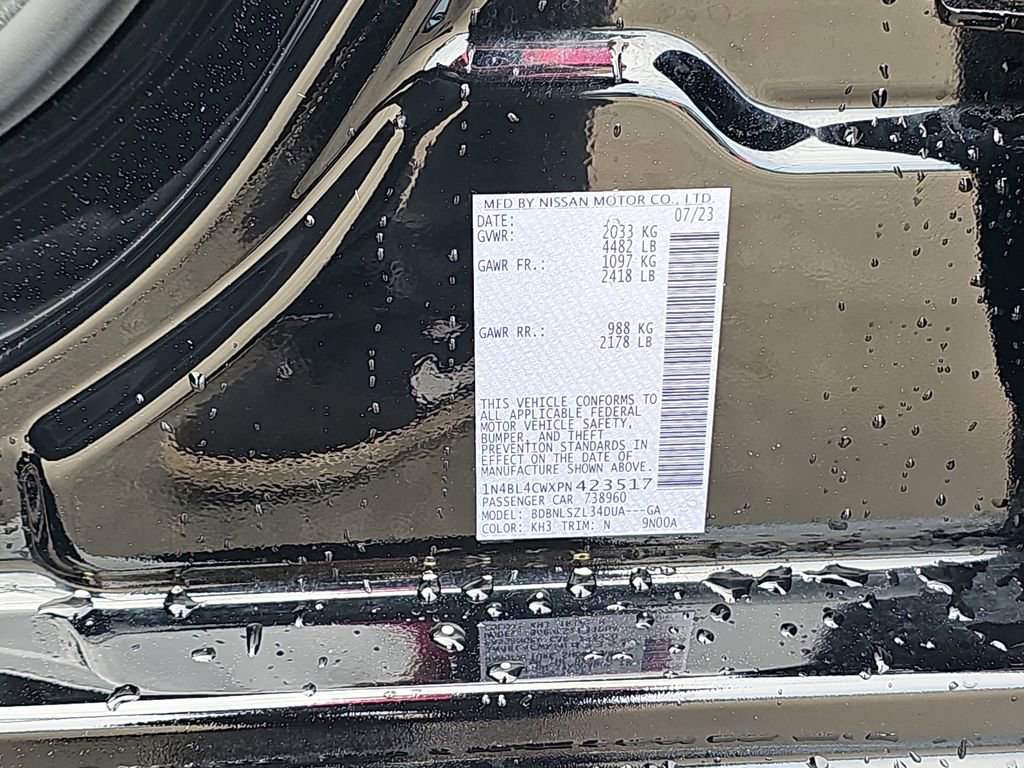 MFD BY NISSAN MOTOR CO., LTD.
DATE: 07/23
GVWR: 2033 KG
4482 LB
GAWR FR.: 1097 KG
2418 LB
GAWR RR.: 988 KG
2178 LB
THIS VEHICLE CONFORMS TO
ALL APPLICABLE FEDERAL
MOTOR VEHICLE SAFETY,
BUMPER, AND THEFT
PREVENTION STANDARDS IN
EFFECT ON THE DATE OF
MANUFACTURE SHOWN ABOVE.
1N4BL4CWXPN423517
PASSENGER CAR 738960
MODEL: BDBNLSZL34DUA---GA
COLOR: KH3 TRIM: N 9N00A